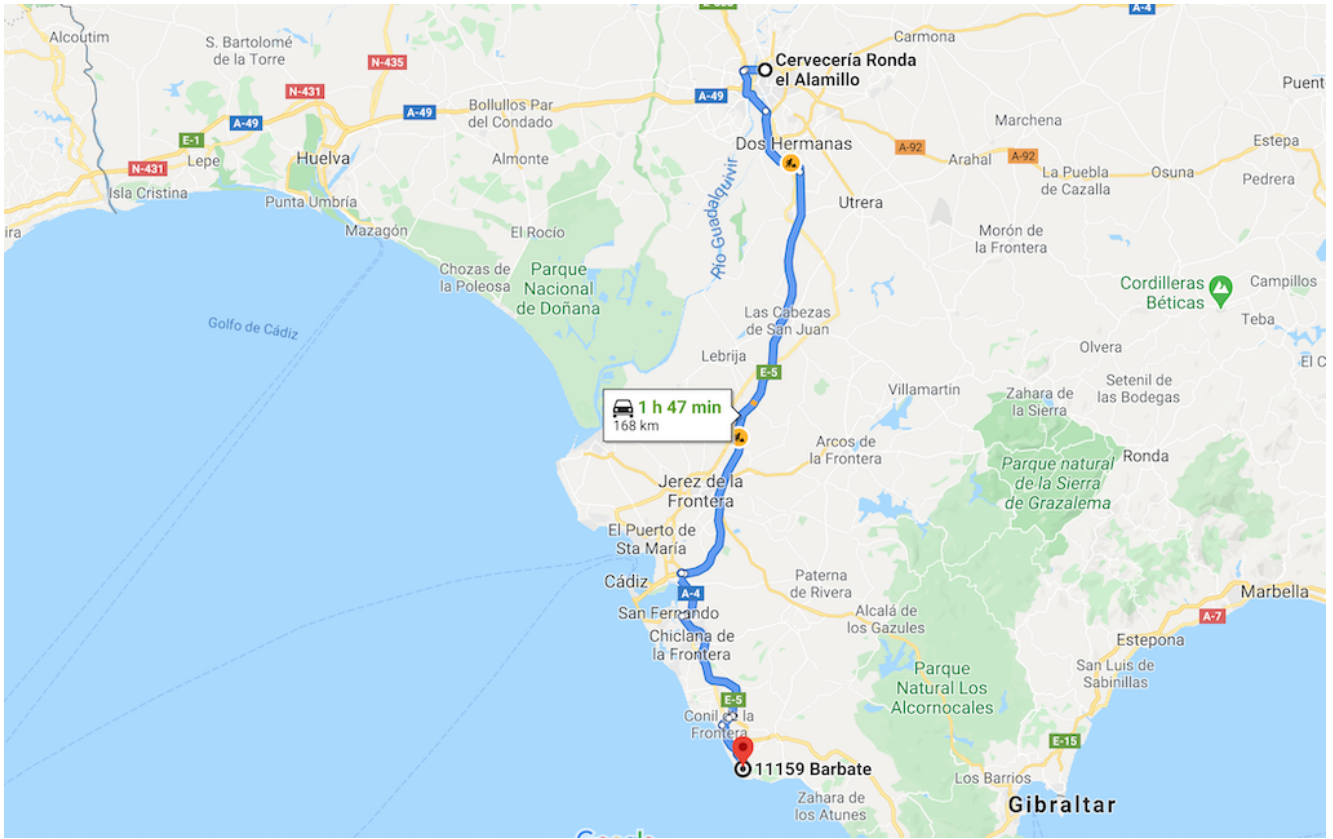 A-4
Alcoutim
S. Bartolomé
de la Torre
N-435
Carmona
Cervecería Ronda
el Alamillo
Puent
N-431
A-49
A-49
A-49
Bollullos Par
del Condado
Marchena
E-1
Lepe
Huelva
Almonte
Dos Hermanas
A-92
Arahal
A-92
Estepa
N-431
La Puebla
de Cazalla
Osuna
Pedrera
Isla Cristina
Punta Umbría
Río Guadalquivir
Utrera
ira
Mazagón
El Rocío
Morón de
la Frontera
Chozas de
la Poleosa
Parque
Nacional
de Doñana
Cordilleras
Béticas
Campillos
Golfo de Cádiz
Las Cabezas
de San Juan
Teba
Lebrija
Olvera
El C
E-5
Villamartin
Zahara de
la Sierra
Setenil de
las Bodegas
1 h 47 min
168 km
Arcos de
la Frontera
Ronda
Parque natural
de la Sierra
de Grazalema
Jerez de la
Frontera
El Puerto de
Sta María
Cádiz
Paterna
de Rivera
A-4
Marbella
San Fernando
Alcalá de
los Gazules
A-7
Chiclana de
la Frontera
Estepona
San Luis de
Sabinillas
Parque
Natural Los
Alcornocales
E-5
Conil de la
Frontera
E-15
11159 Barbate
Los Barrios
Zahara de
los Atunes
Gibraltar
Google